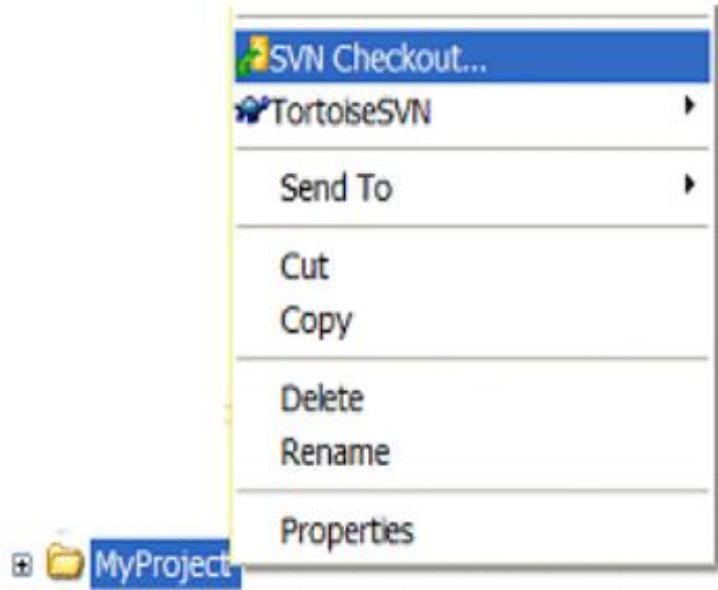 SVN Checkout...
TortoiseSVN
Send To
Cut
Copy
Delete
Rename
Properties
MyProject